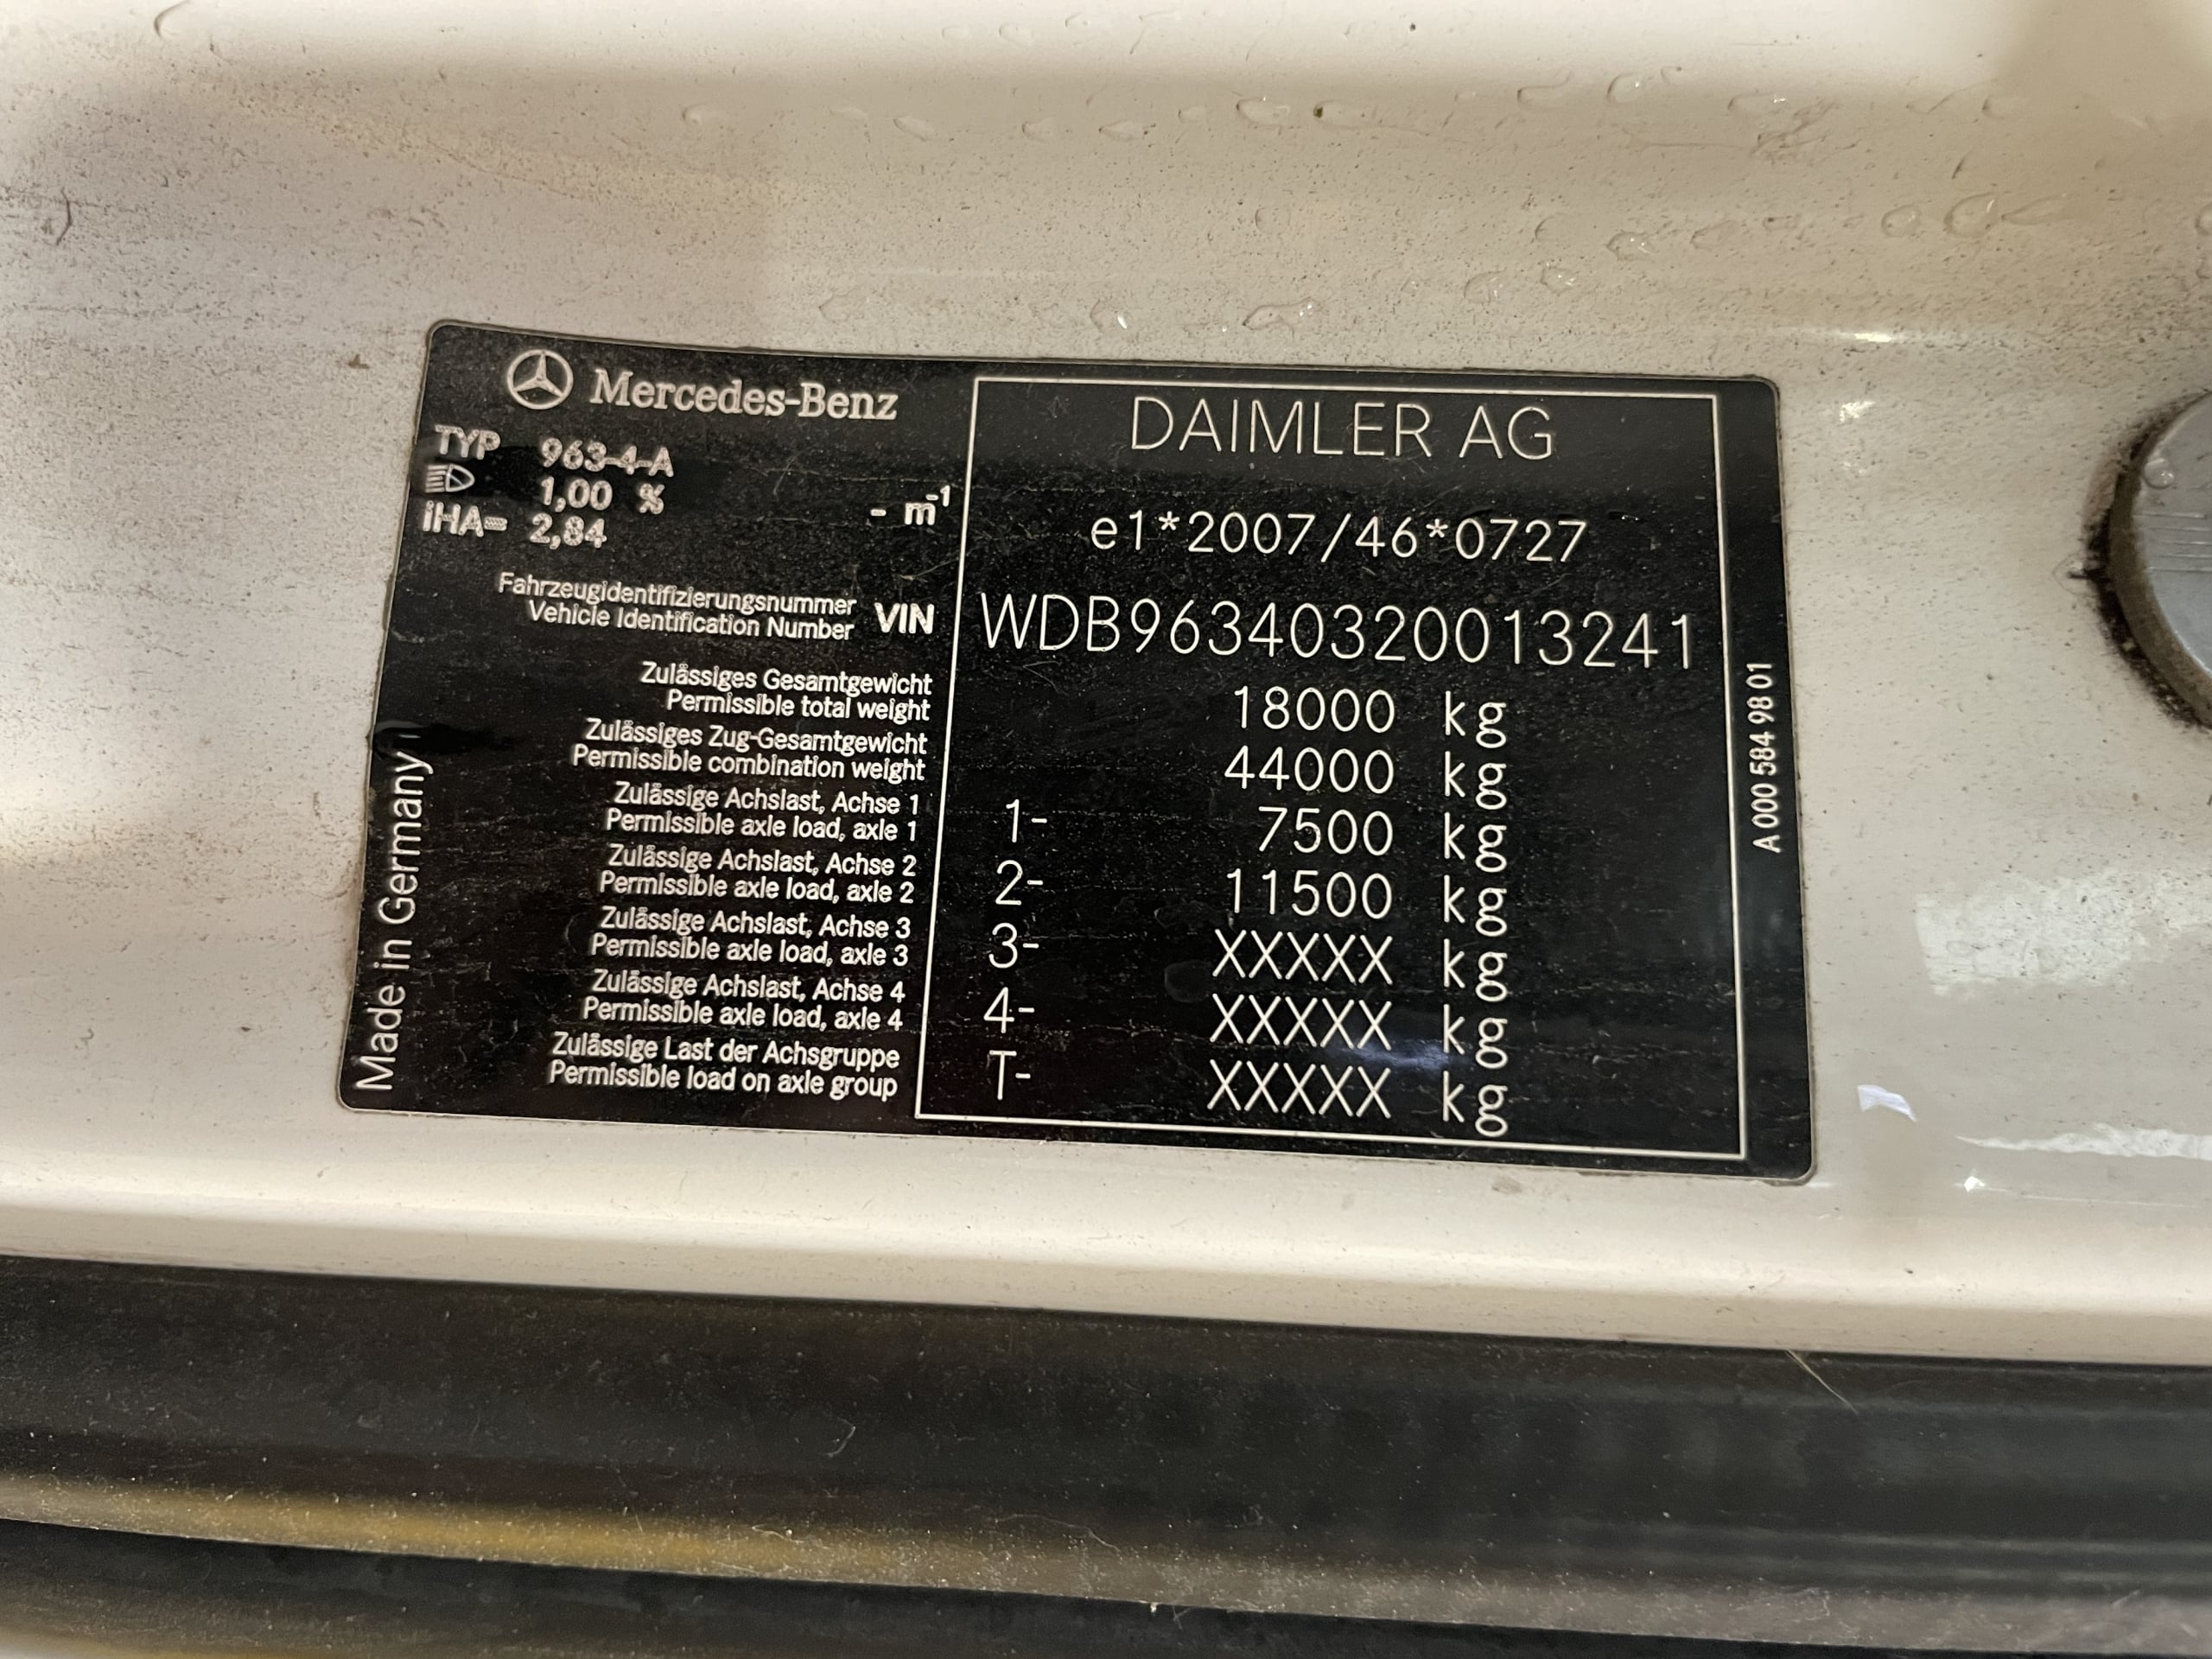 Mercedes-Benz
TYP 963-4-A
1,00 % - m-1
iHA= 2,84
DAIMLER AG
e1*2007/46*0727
Fahrzeugidentifizierungsnummer
Vehicle Identification Number VIN WDB96340320013241
Zulässiges Gesamtgewicht
Permissible total weight 18000 kg
Zulässiges Zug-Gesamtgewicht
Permissible combination weight 44000 kg
Zulässige Achslast, Achse 1
Permissible axle load, axle 1 1- 7500 kg
Zulässige Achslast, Achse 2
Permissible axle load, axle 2 2- 11500 kg
Zulässige Achslast, Achse 3
Permissible axle load, axle 3 3- XXXXX kg
Zulässige Achslast, Achse 4
Permissible axle load, axle 4 4- XXXXX kg
Zulässige Last der Achsgruppe
Permissible load on axle group T- XXXXX kg
Made in Germany
A 000 584 98 01